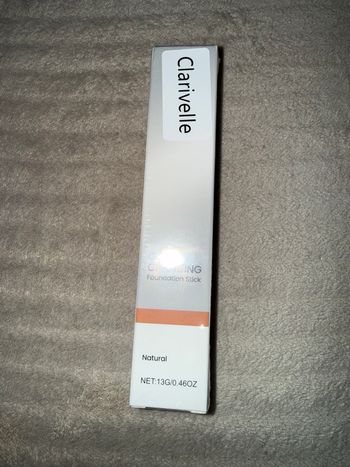 Clarivelle
Foundation Stick
Natural
NET:13G/0.46OZ